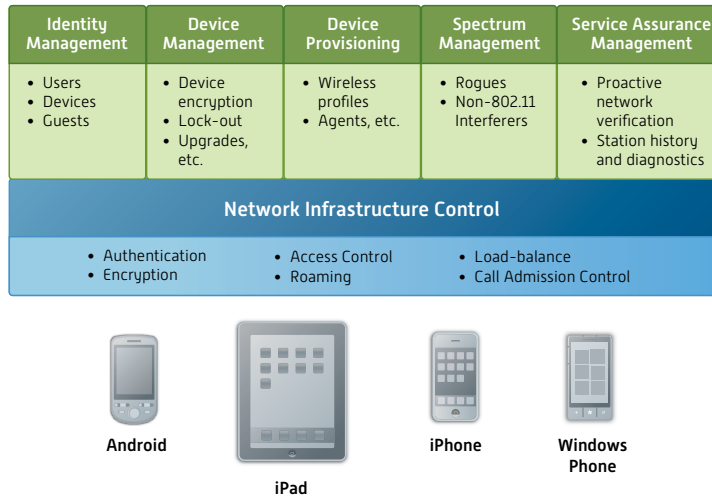 Identity
Management
Device
Management
Device
Provisioning
Spectrum
Management
Service Assurance
Management
• Users
• Devices
• Guests
• Device
encryption
• Lock-out
• Upgrades,
etc.
• Wireless
profiles
• Agents, etc.
• Rogues
• Non-802.11
Interferers
• Proactive
network
verification
• Station history
and diagnostics
Network Infrastructure Control
• Authentication
• Encryption
• Access Control
• Roaming
• Load-balance
• Call Admission Control
Android
iPad
iPhone
Windows
Phone